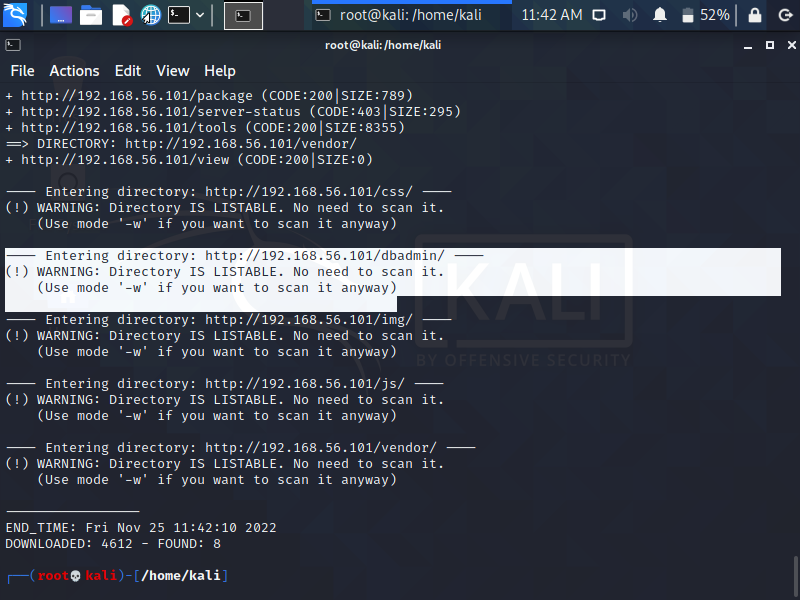 root@kali: /home/kali
11:42 AM
52%
root@kali: /home/kali
File Actions Edit View Help
+ http://192.168.56.101/package (CODE:200|SIZE:789)
+ http://192.168.56.101/server-status (CODE:403|SIZE:295)
+ http://192.168.56.101/tools (CODE:200|SIZE:8355)
==> DIRECTORY: http://192.168.56.101/vendor/
+ http://192.168.56.101/view (CODE:200|SIZE:0)
---- Entering directory: http://192.168.56.101/css/ ----
(!) WARNING: Directory IS LISTABLE. No need to scan it.
(Use mode '-w' if you want to scan it anyway)
---- Entering directory: http://192.168.56.101/dbadmin/ ----
(!) WARNING: Directory IS LISTABLE. No need to scan it.
(Use mode '-w' if you want to scan it anyway)
---- Entering directory: http://192.168.56.101/img/ ----
(!) WARNING: Directory IS LISTABLE. No need to scan it.
(Use mode '-w' if you want to scan it anyway)
---- Entering directory: http://192.168.56.101/js/ ----
(!) WARNING: Directory IS LISTABLE. No need to scan it.
(Use mode '-w' if you want to scan it anyway)
---- Entering directory: http://192.168.56.101/vendor/ ----
(!) WARNING: Directory IS LISTABLE. No need to scan it.
(Use mode '-w' if you want to scan it anyway)
-----------------
END_TIME: Fri Nov 25 11:42:10 2022
DOWNLOADED: 4612 - FOUND: 8
┌──(root💀kali)-[/home/kali]
KALI
BY OFFENSIVE SECURITY